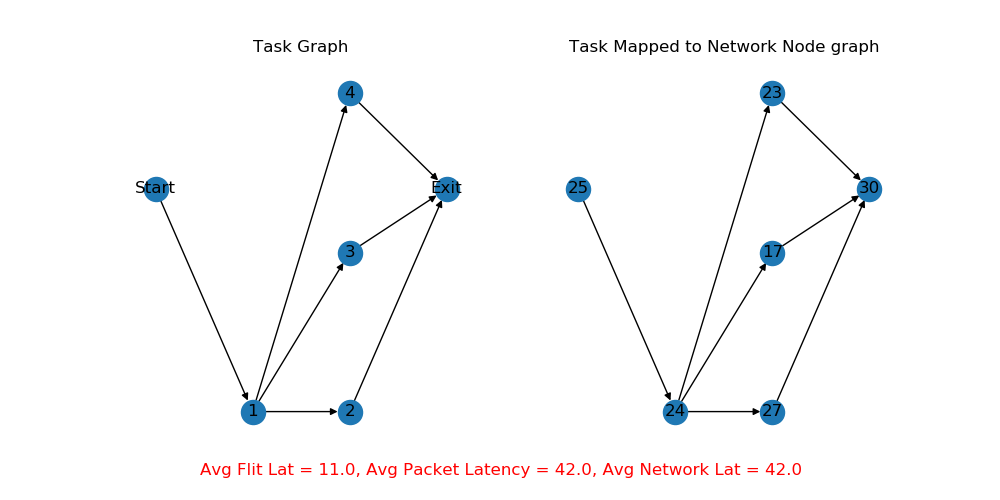 Task Graph
4
Start
Exit
3
1
2
Task Mapped to Network Node graph
23
25
30
17
24
27
Avg Flit Lat = 11.0, Avg Packet Latency = 42.0, Avg Network Lat = 42.0